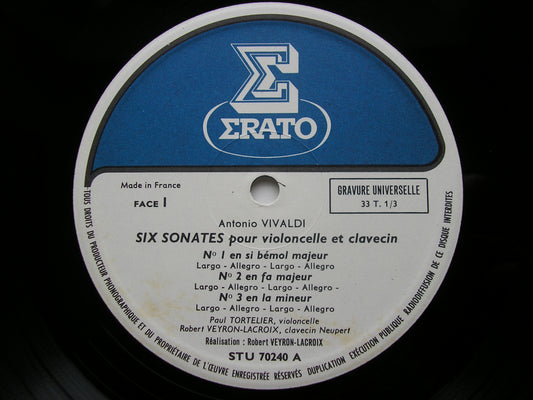 Σ
ΣRATO
Made in France
FACE I
GRAVURE UNIVERSELLE
33 T. 1/3
Antonio VIVALDI
SIX SONATES pour violoncelle et clavecin
No 1 en si bémol majeur
Largo - Allegro - Largo - Allegro
No 2 en fa majeur
Largo - Allegro - Largo - Allegro -
No 3 en la mineur
Largo - Allegro - Largo - Allegro
Paul TORTELIER, violoncelle
Robert VEYRON-LACROIX, clavecin Neupert
Réalisation : Robert VEYRON-LACROIX
STU 70240 A
TOUS DROITS DU PRODUCTEUR PHONOGRAPHIQUE ET DU PROPRIÉTAIRE DE L'ŒUVRE ENREGISTRÉE RÉSERVÉS DUPLICATION EXÉCUTION PUBLIQUE RADIODIFFUSION DE CE DISQUE INTERDITES